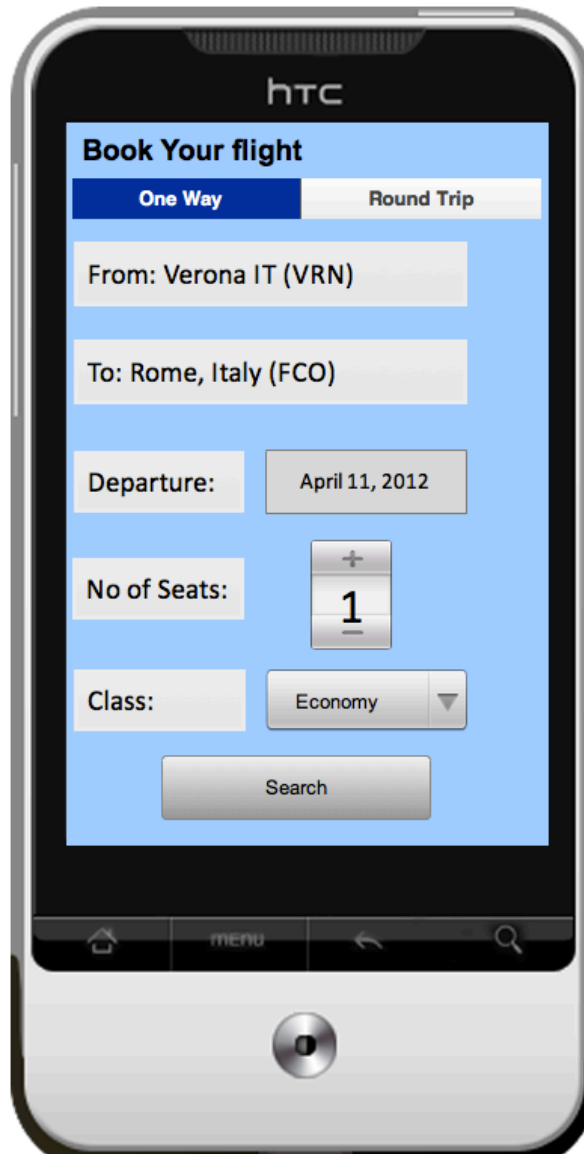 hTC
Book Your flight
One Way Round Trip
From: Verona IT (VRN)
To: Rome, Italy (FCO)
Departure: April 11, 2012
+
No of Seats: 1
−
Class: Economy
Search
menu